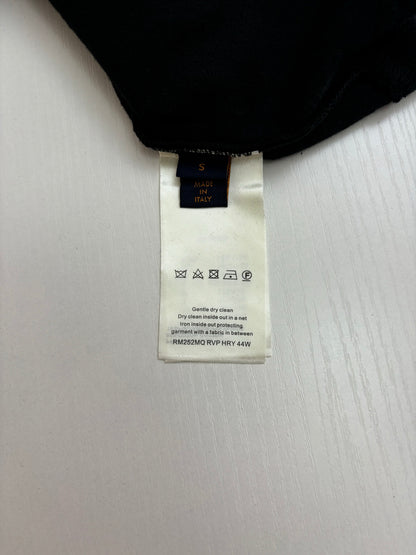 S
MADE
IN
ITALY
F
Gentle dry clean
Dry clean inside out in a net
Iron inside out protecting
garment with a fabric in between
RM252MQ RVP HRY 44W